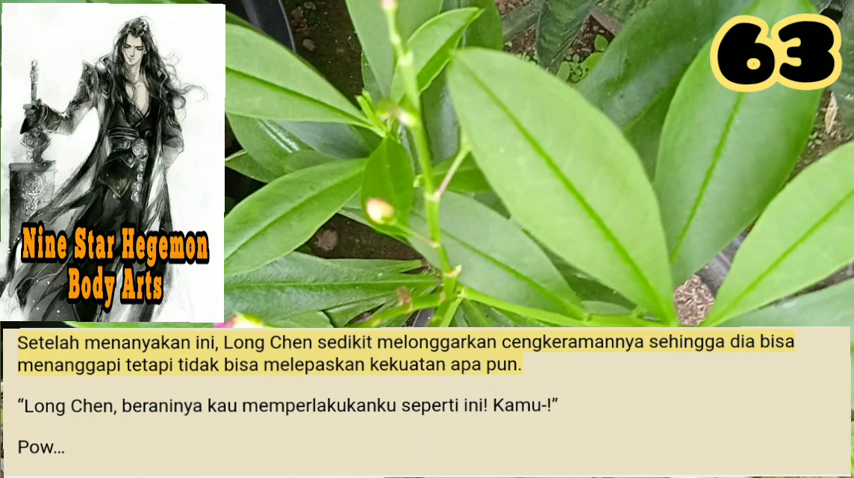 63
Nine Star Hegemon
Body Arts
Setelah menanyakan ini, Long Chen sedikit melonggarkan cengkeramannya sehingga dia bisa
menanggapi tetapi tidak bisa melepaskan kekuatan apa pun.
“Long Chen, beraninya kau memperlakukanku seperti ini! Kamu-!”
Pow...